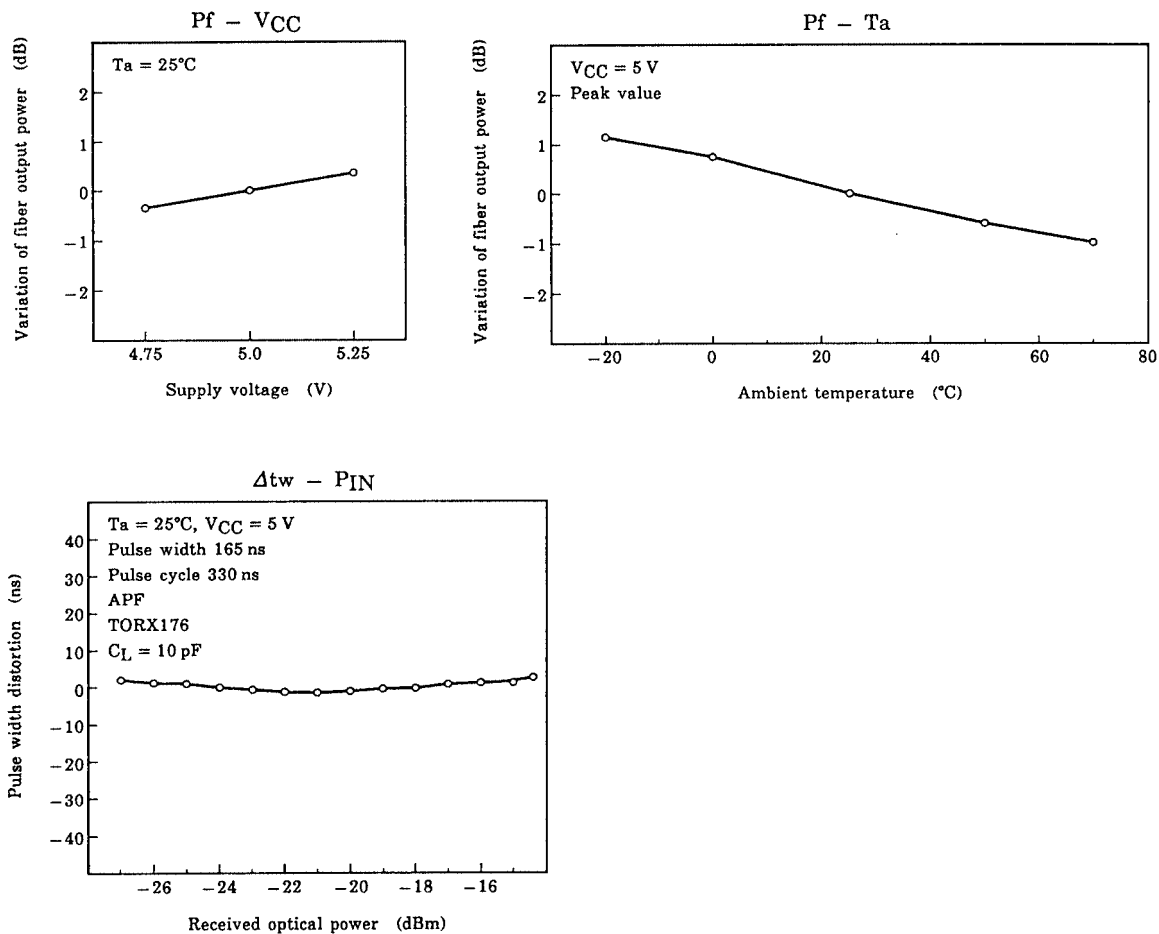 Pf – VCC
Variation of fiber output power (dB)
Ta = 25°C
2
1
0
−1
−2
4.75 5.0 5.25
Supply voltage (V)
Pf – Ta
Variation of fiber output power (dB)
VCC = 5 V
Peak value
2
1
0
−1
−2
−20 0 20 40 60 80
Ambient temperature (°C)
Δtw – PIN
Pulse width distortion (ns)
Ta = 25°C, VCC = 5 V
Pulse width 165 ns
Pulse cycle 330 ns
APF
TORX176
CL = 10 pF
40
30
20
10
0
−10
−20
−30
−40
−26 −24 −22 −20 −18 −16
Received optical power (dBm)